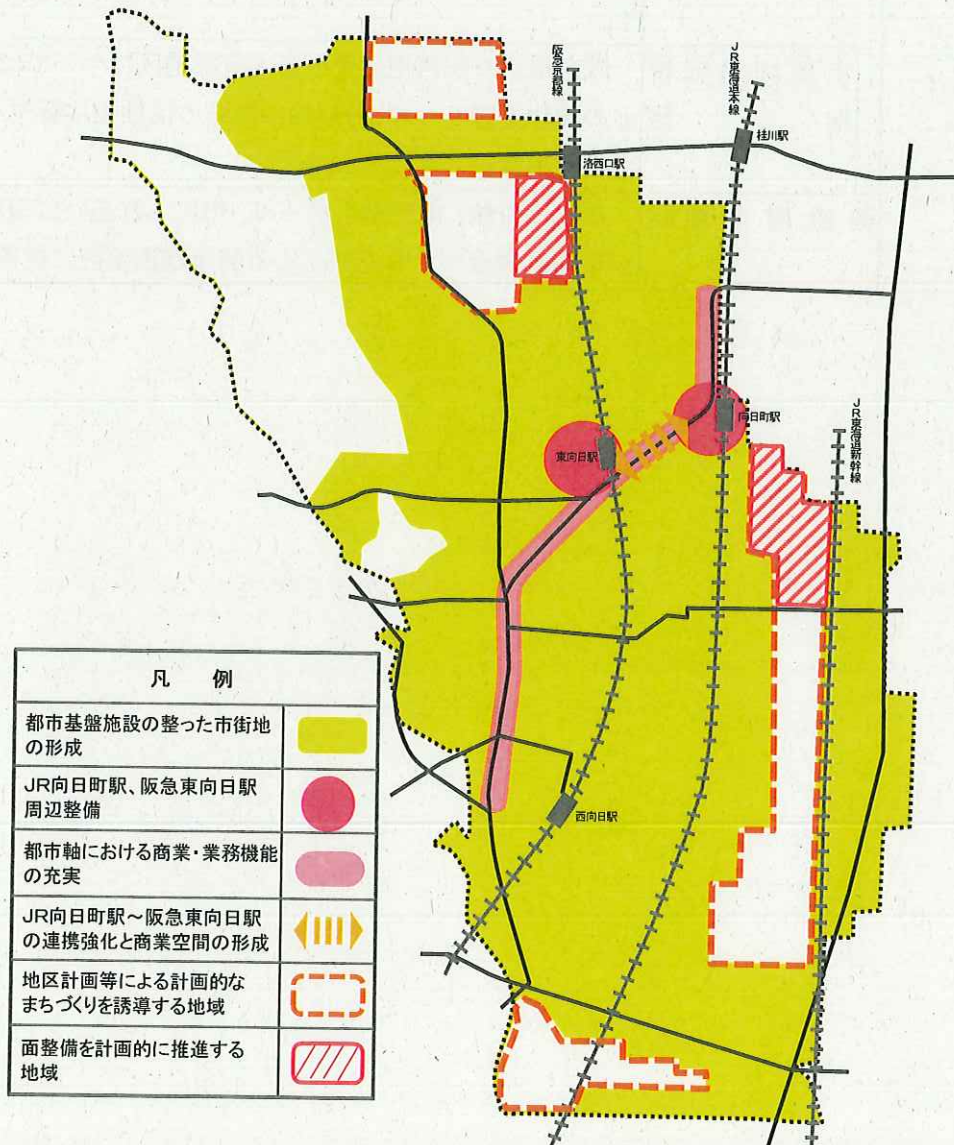 阪急京都線
JR東海道本線
桂川駅
洛西口駅
向日町駅
JR東海道新幹線
東向日駅
西向日駅
凡　例
都市基盤施設の整った市街地
の形成
JR向日町駅、阪急東向日駅
周辺整備
都市軸における商業・業務機能
の充実
JR向日町駅～阪急東向日駅
の連携強化と商業空間の形成
地区計画等による計画的な
まちづくりを誘導する地域
面整備を計画的に推進する
地域